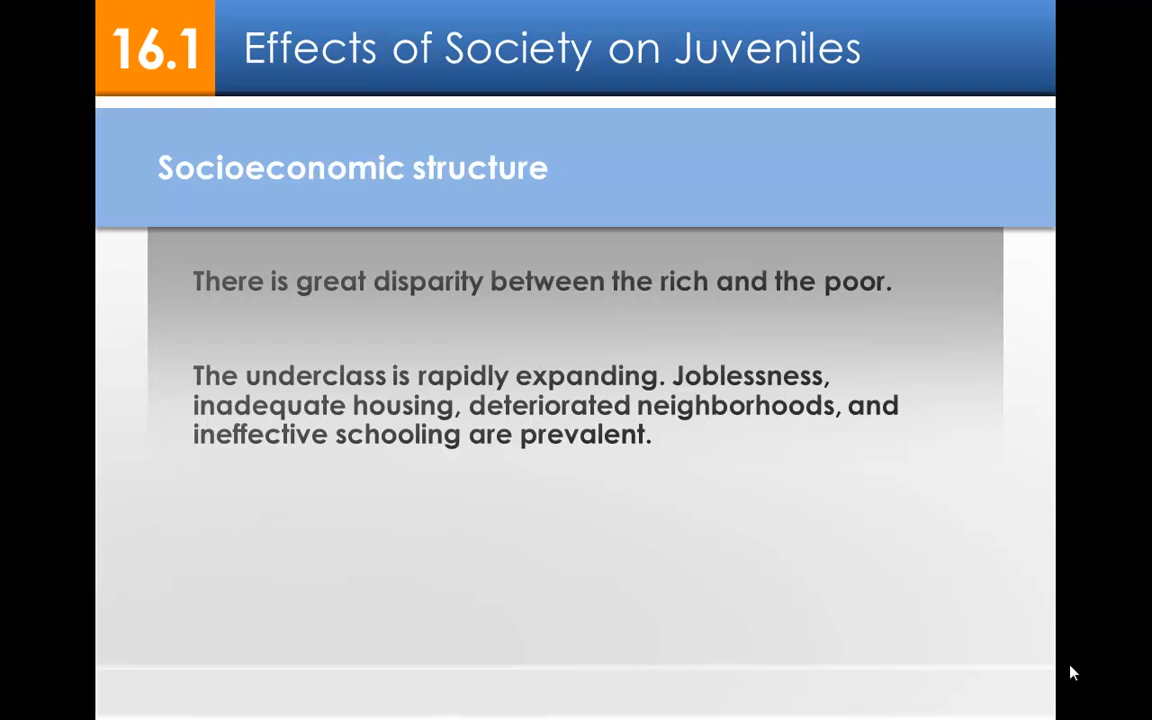 16.1 Effects of Society on Juveniles
Socioeconomic structure
There is great disparity between the rich and the poor.
The underclass is rapidly expanding. Joblessness,
inadequate housing, deteriorated neighborhoods, and
ineffective schooling are prevalent.